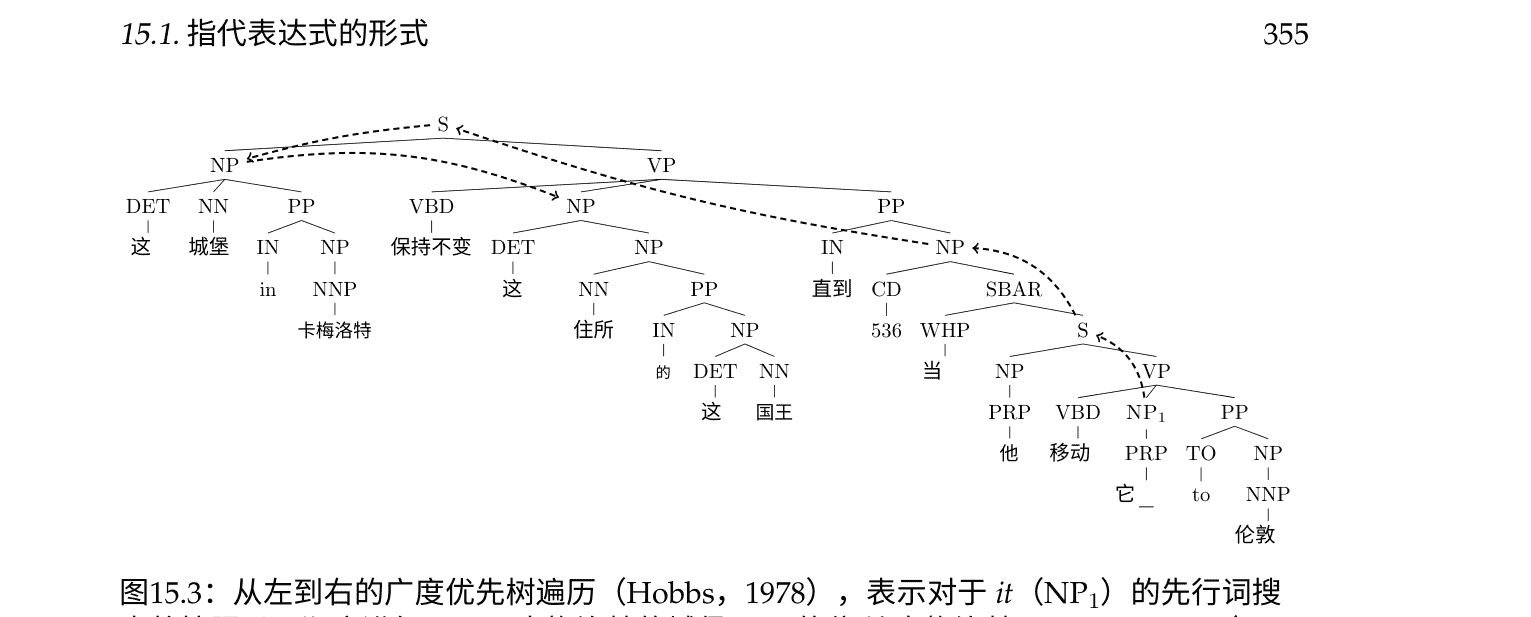 15.1. 指代表达式的形式 355
S
NP VP
DET NN PP VBD NP PP
这 城堡 IN NP 保持不变 DET NP IN NP
in NNP 这 NN PP 直到 CD SBAR
卡梅洛特 住所 IN NP 536 WHP S
的 DET NN 当 NP VP
这 国王 PRP VBD NP1 PP
他 移动 PRP TO NP
它_ to NNP
伦敦
图15.3：从左到右的广度优先树遍历（Hobbs，1978），表示对于 it（NP1）的先行词搜